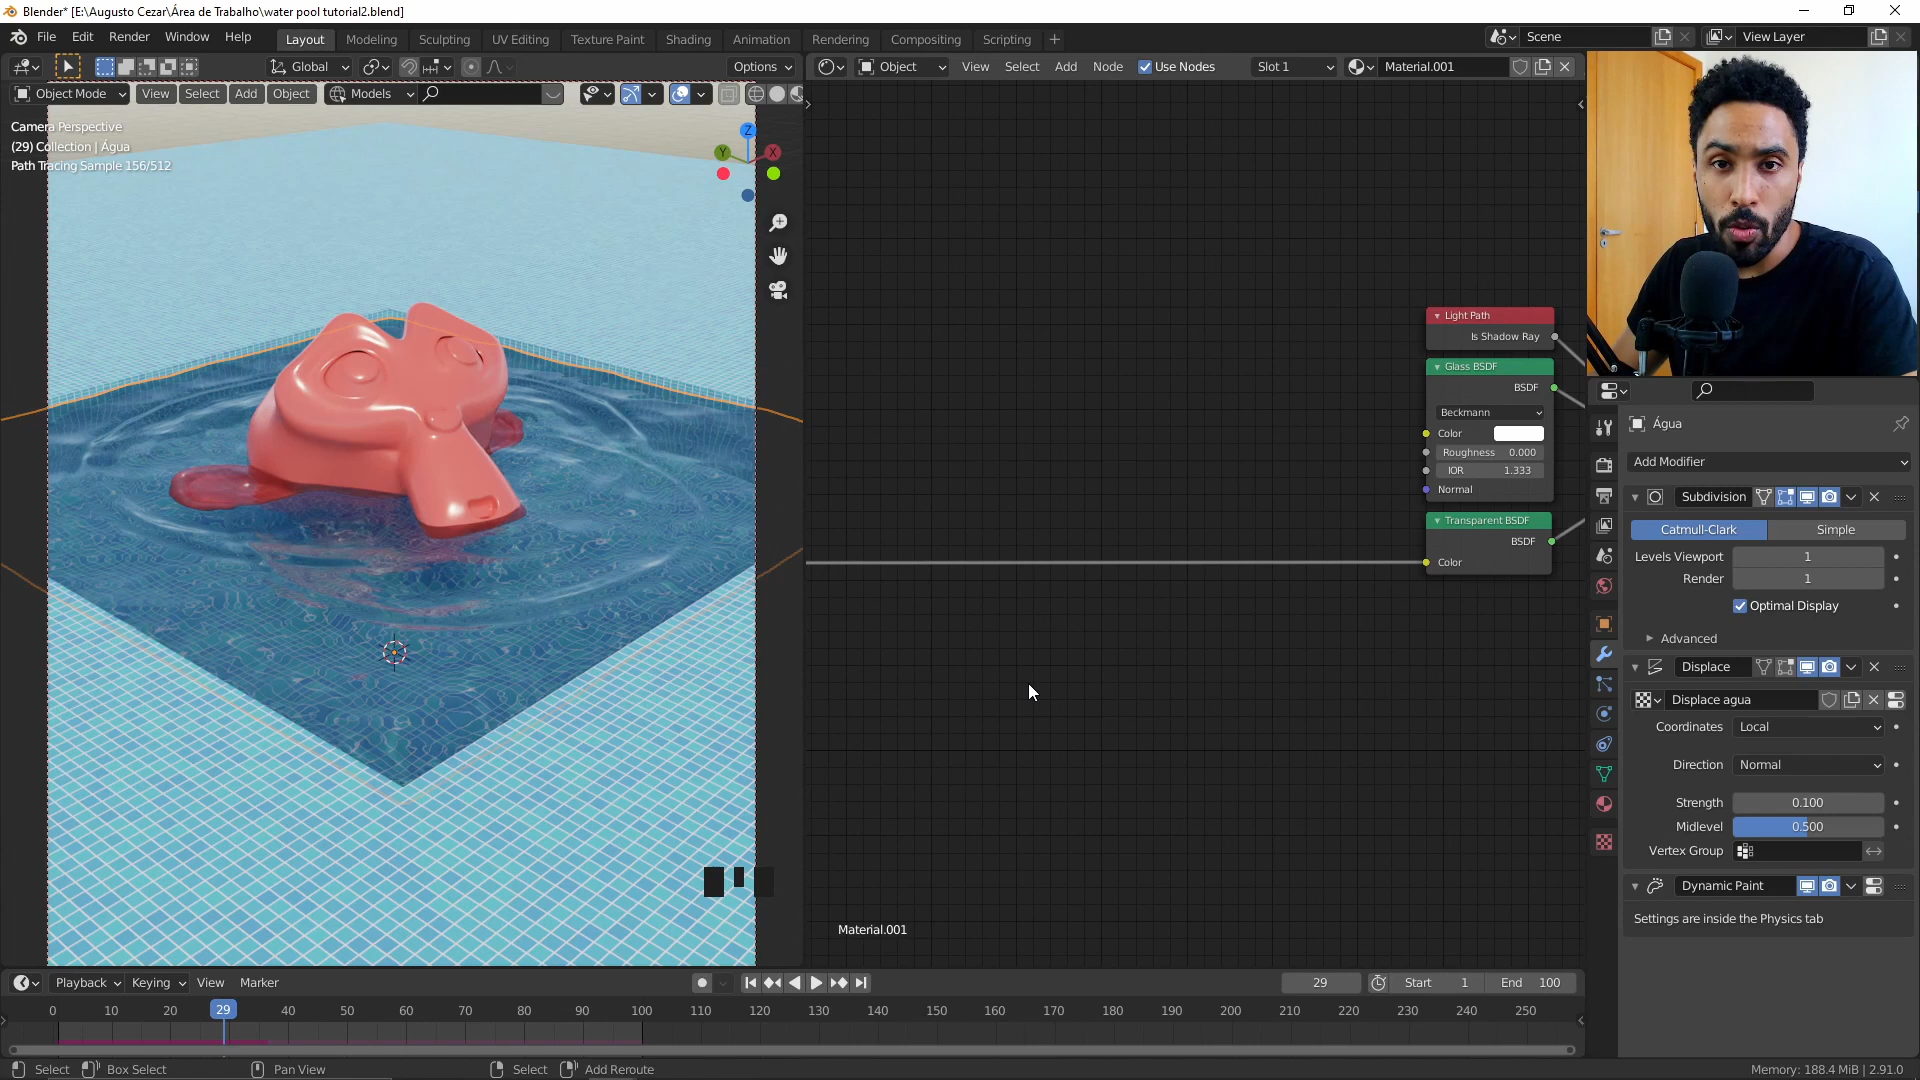 Blender* [E:\Augusto Cezar\Área de Trabalho\water pool tutorial2.blend]
File Edit Render Window Help
Layout Modeling Sculpting UV Editing Texture Paint Shading Animation Rendering Compositing Scripting
Scene
View Layer
Global
Options
Object View Select Add Node Use Nodes Slot 1 Material.001
Object Mode View Select Add Object Models
Camera Perspective
(29) Collection | Água
Path Tracing Sample 156/512
Z
Y X
Light Path
Is Shadow Ray
Glass BSDF
BSDF
Beckmann
Color
Roughness 0.000
IOR 1.333
Normal
Transparent BSDF
BSDF
Color
Material.001
Água
Add Modifier
Subdivision
Catmull-Clark Simple
Levels Viewport 1
Render 1
Optimal Display
Advanced
Displace
Displace agua
Coordinates Local
Direction Normal
Strength 0.100
Midlevel 0.500
Vertex Group
Dynamic Paint
Settings are inside the Physics tab
Playback Keying View Marker
29 Start 1 End 100
0 10 20 29 40 50 60 70 80 90 100 110 120 130 140 150 160 170 180 190 200 210 220 230 240 250
Select Box Select Pan View Select Add Reroute
Memory: 188.4 MiB | 2.91.0